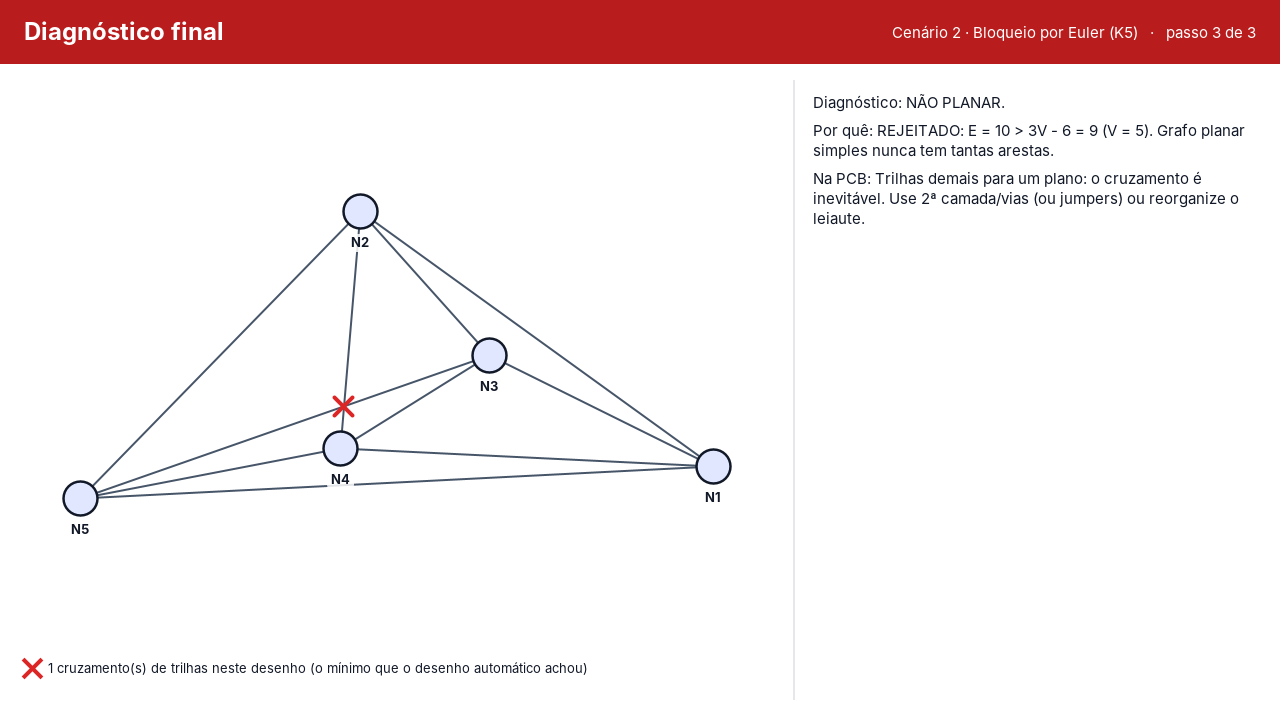 Diagnóstico final
Cenário 2 · Bloqueio por Euler (K5) · passo 3 de 3
Diagnóstico: NÃO PLANAR.
Por quê: REJEITADO: E = 10 > 3V - 6 = 9 (V = 5). Grafo planar
simples nunca tem tantas arestas.
Na PCB: Trilhas demais para um plano: o cruzamento é
inevitável. Use 2ª camada/vias (ou jumpers) ou reorganize o
leiaute.
N2
N3
N4
N1
N5
1 cruzamento(s) de trilhas neste desenho (o mínimo que o desenho automático achou)